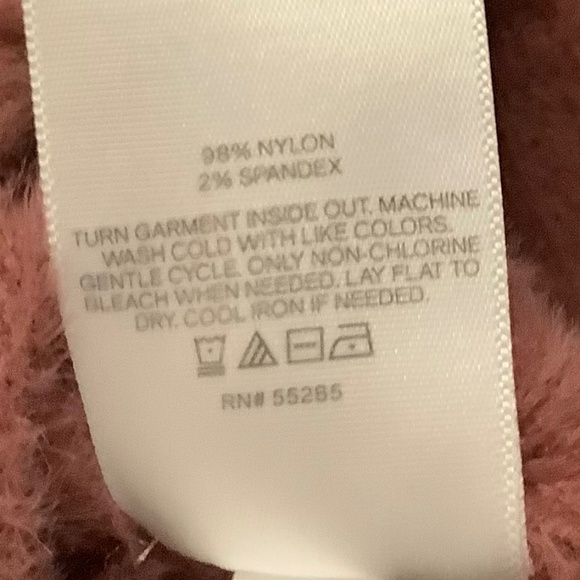 98% NYLON
2% SPANDEX
TURN GARMENT INSIDE OUT. MACHINE
WASH COLD WITH LIKE COLORS.
GENTLE CYCLE. ONLY NON-CHLORINE
BLEACH WHEN NEEDED. LAY FLAT TO
DRY. COOL IRON IF NEEDED.
RN# 55285